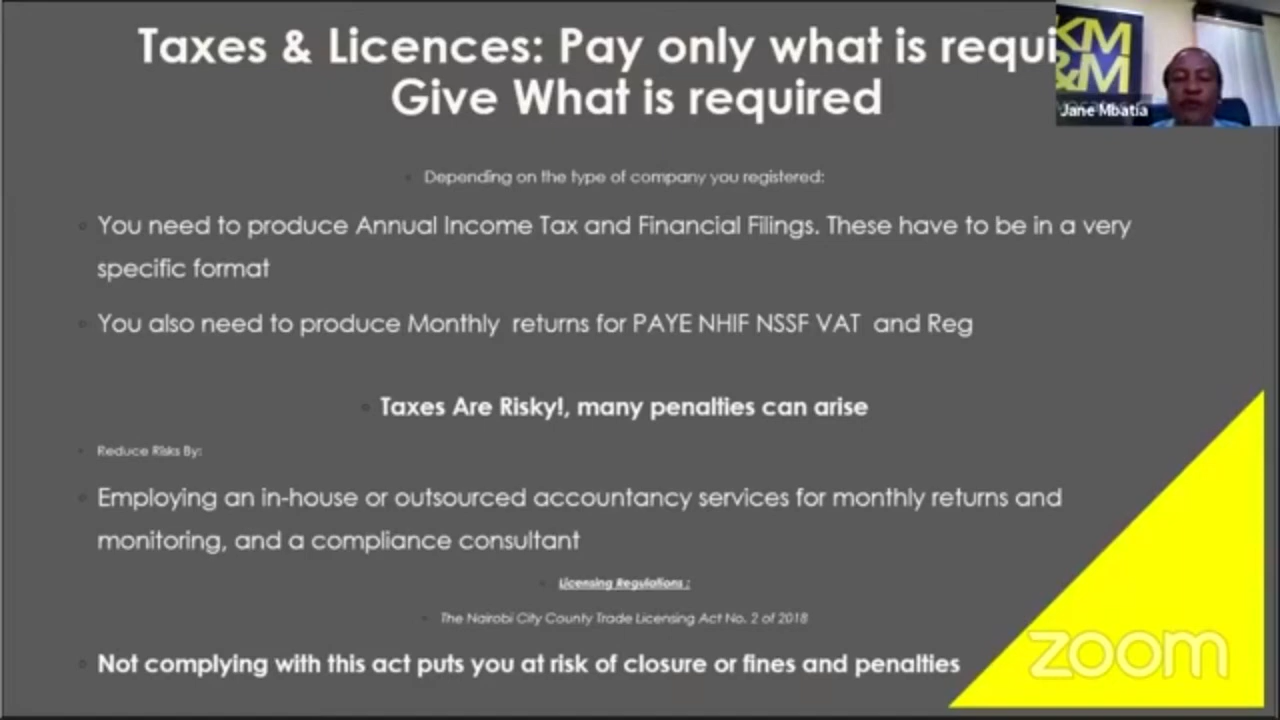 Taxes & Licences: Pay only what is requi
Give What is required
KM
&M
Jane Mbatia
Depending on the type of company you registered:
You need to produce Annual Income Tax and Financial Filings. These have to be in a very
specific format
You also need to produce Monthly returns for PAYE NHIF NSSF VAT and Reg
Taxes Are Risky!, many penalties can arise
Reduce Risks By:
Employing an in-house or outsourced accountancy services for monthly returns and
monitoring, and a compliance consultant
Licensing Regulations :
The Nairobi City County Trade Licensing Act No. 2 of 2018
Not complying with this act puts you at risk of closure or fines and penalties
zoom